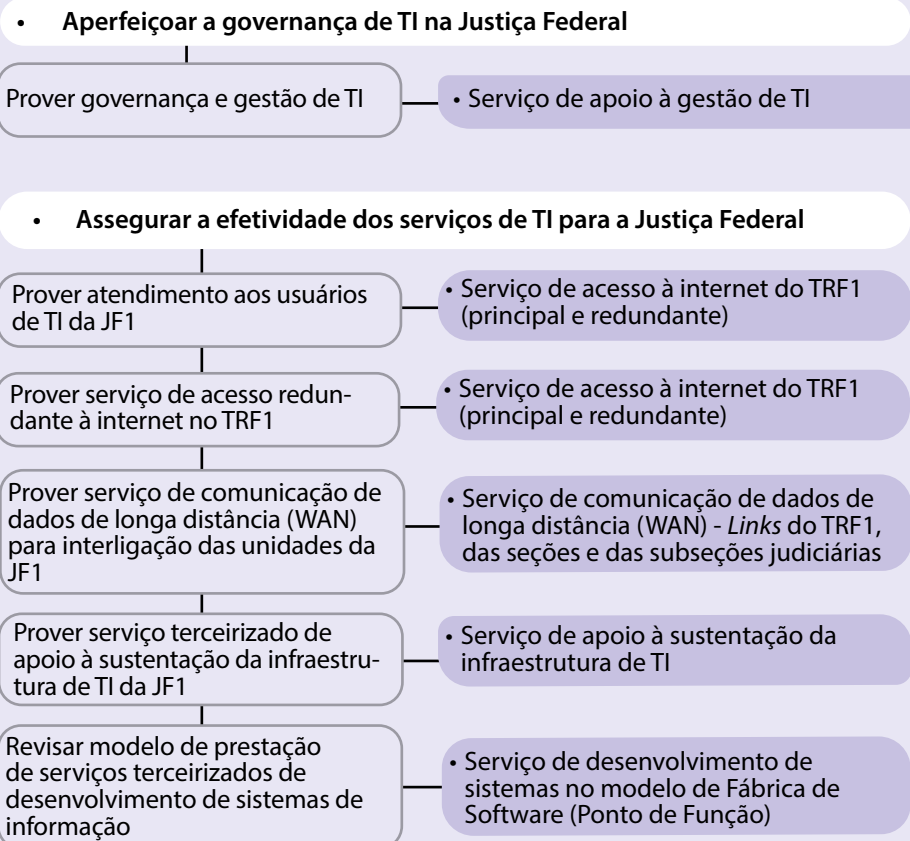 • Aperfeiçoar a governança de TI na Justiça Federal
Prover governança e gestão de TI
• Serviço de apoio à gestão de TI
• Assegurar a efetividade dos serviços de TI para a Justiça Federal
Prover atendimento aos usuários
de TI da JF1
• Serviço de acesso à internet do TRF1
(principal e redundante)
Prover serviço de acesso redun-
dante à internet no TRF1
• Serviço de acesso à internet do TRF1
(principal e redundante)
Prover serviço de comunicação de
dados de longa distância (WAN)
para interligação das unidades da
JF1
• Serviço de comunicação de dados de
longa distância (WAN) - Links do TRF1,
das seções e das subseções judiciárias
Prover serviço terceirizado de
apoio à sustentação da infraestru-
tura de TI da JF1
• Serviço de apoio à sustentação da
infraestrutura de TI
Revisar modelo de prestação
de serviços terceirizados de
desenvolvimento de sistemas de
informação
• Serviço de desenvolvimento de
sistemas no modelo de Fábrica de
Software (Ponto de Função)